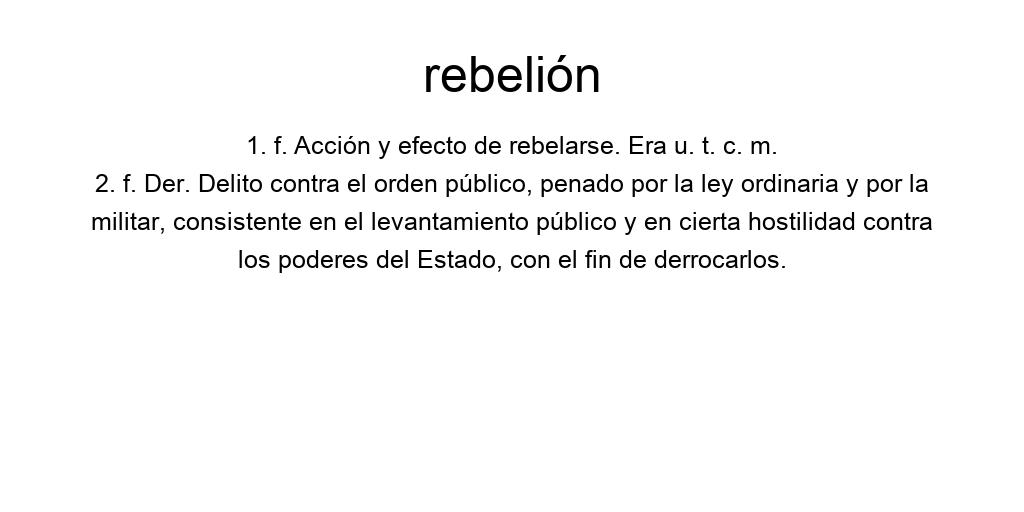 rebelión
1. f. Acción y efecto de rebelarse. Era u. t. c. m.
2. f. Der. Delito contra el orden público, penado por la ley ordinaria y por la
militar, consistente en el levantamiento público y en cierta hostilidad contra
los poderes del Estado, con el fin de derrocarlos.